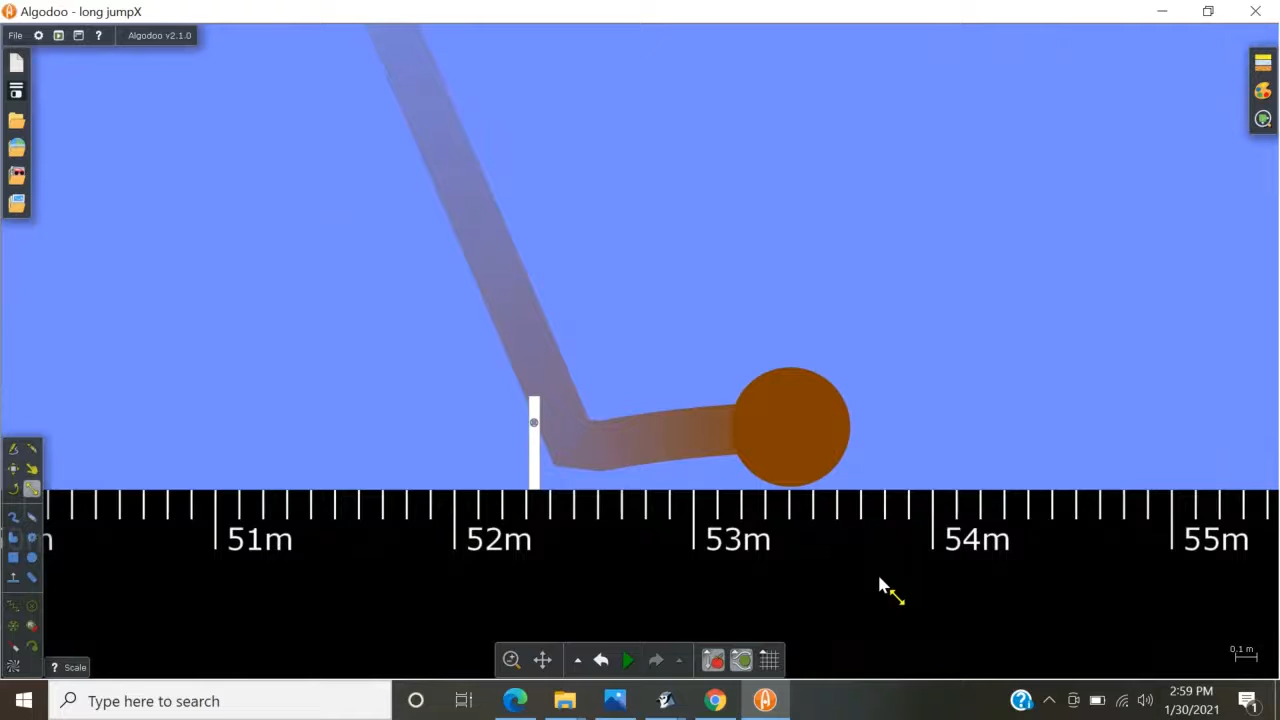 Algodoo - long jumpX
File ? Algodoo v2.1.0
m 51m 52m 53m 54m 55m
? Scale
0.1 m
Type here to search
2:59 PM
1/30/2021
1